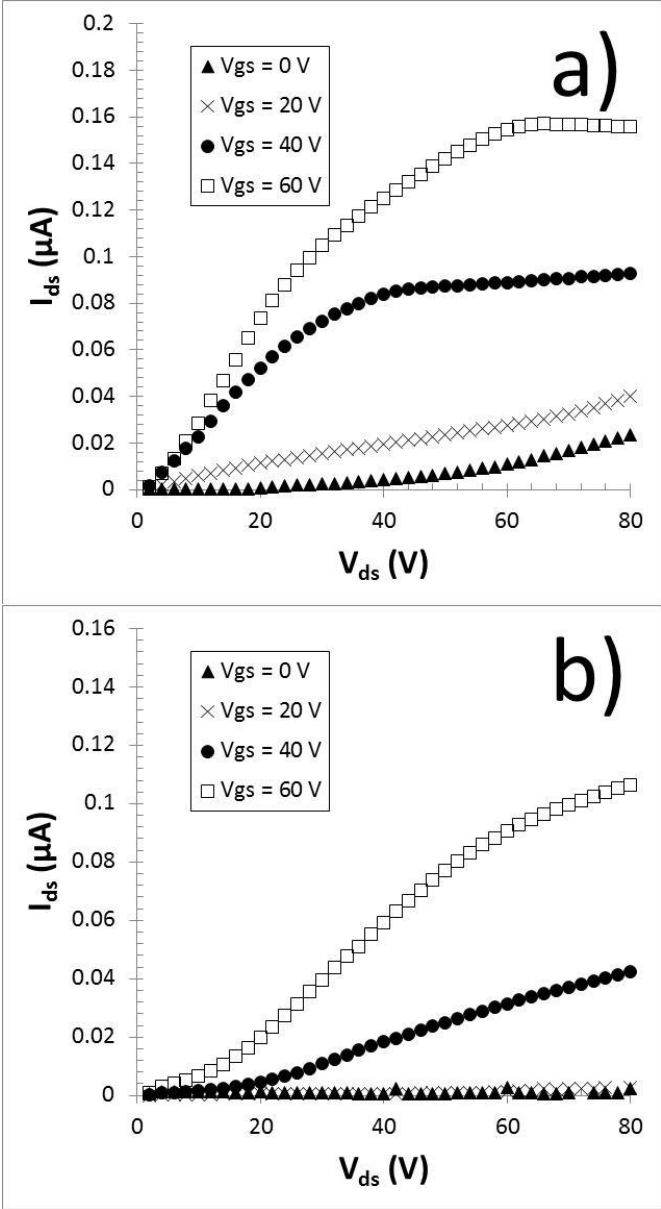 a)
0.2
0.18
0.16
0.14
0.12
0.1
0.08
0.06
0.04
0.02
0
Vgs = 0 V
Vgs = 20 V
Vgs = 40 V
Vgs = 60 V
Ids (µA)
0 20 40 60 80
Vds (V)
b)
0.16
0.14
0.12
0.1
0.08
0.06
0.04
0.02
0
Vgs = 0 V
Vgs = 20 V
Vgs = 40 V
Vgs = 60 V
Ids (µA)
0 20 40 60 80
Vds (V)